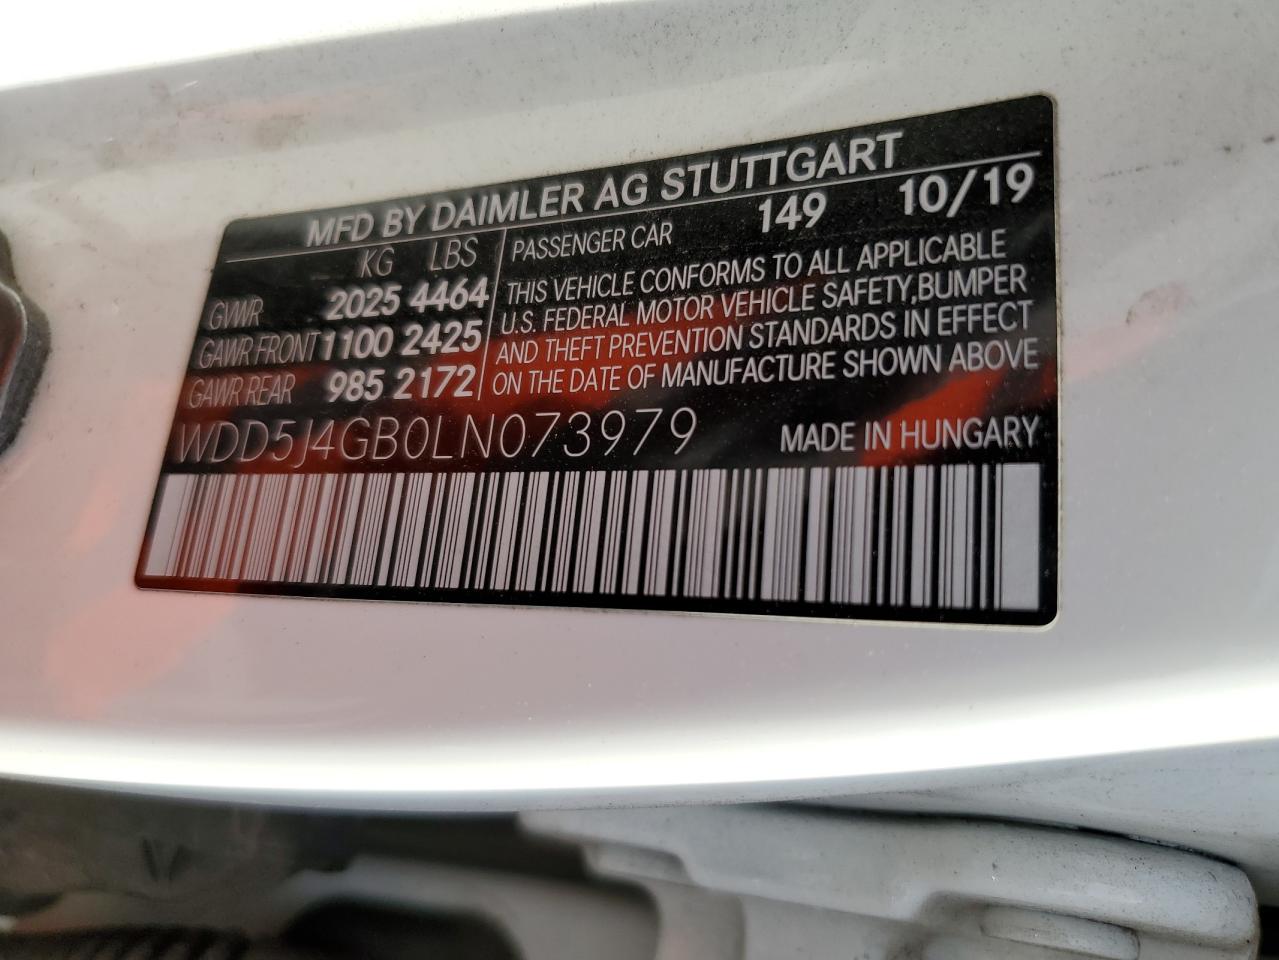 MFD BY DAIMLER AG STUTTGART
KG LBS
GVWR 2025 4464
GAWR FRONT 1100 2425
GAWR REAR 985 2172
PASSENGER CAR 149 10/19
THIS VEHICLE CONFORMS TO ALL APPLICABLE
U.S. FEDERAL MOTOR VEHICLE SAFETY,BUMPER
AND THEFT PREVENTION STANDARDS IN EFFECT
ON THE DATE OF MANUFACTURE SHOWN ABOVE
WDD5J4GB0LN073979 MADE IN HUNGARY